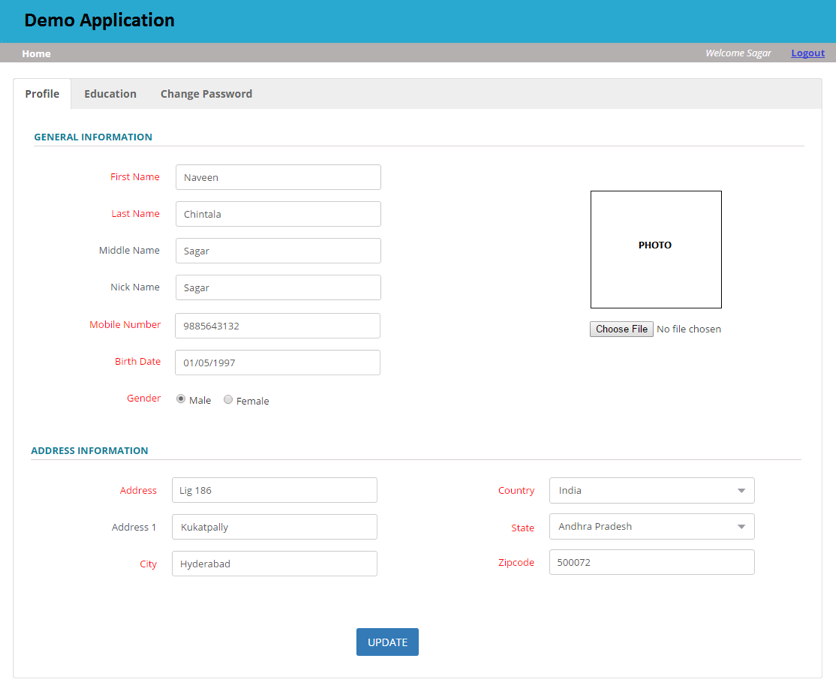 Demo Application
Home Welcome Sagar Logout
Profile Education Change Password
GENERAL INFORMATION
First Name Naveen
Last Name Chintala
Middle Name Sagar
Nick Name Sagar
Mobile Number 9885643132
Birth Date 01/05/1997
Gender Male Female
PHOTO
Choose File No file chosen
ADDRESS INFORMATION
Address Lig 186
Address 1 Kukatpally
City Hyderabad
Country India
State Andhra Pradesh
Zipcode 500072
UPDATE